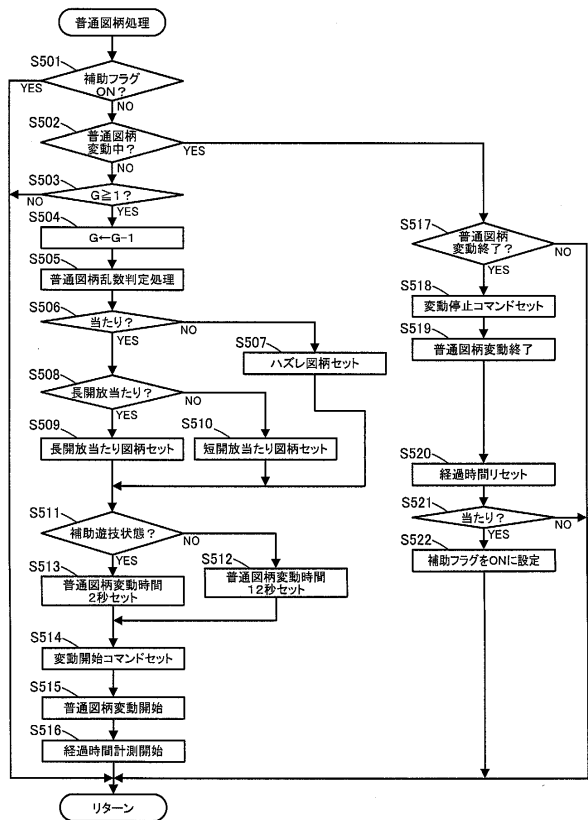 普通図柄処理
S501
補助フラグ
ON?
YES
NO
S502
普通図柄
変動中?
YES
NO
S503
G≧1?
NO
YES
S504
G←G-1
S505
普通図柄乱数判定処理
S506
当たり?
NO
YES
S507
ハズレ図柄セット
S508
長開放当たり?
NO
YES
S509
長開放当たり図柄セット
S510
短開放当たり図柄セット
S511
補助遊技状態?
NO
YES
S512
普通図柄変動時間
12秒セット
S513
普通図柄変動時間
2秒セット
S514
変動開始コマンドセット
S515
普通図柄変動開始
S516
経過時間計測開始
リターン
S517
普通図柄
変動終了?
NO
YES
S518
変動停止コマンドセット
S519
普通図柄変動終了
S520
経過時間リセット
S521
当たり?
NO
YES
S522
補助フラグをONに設定